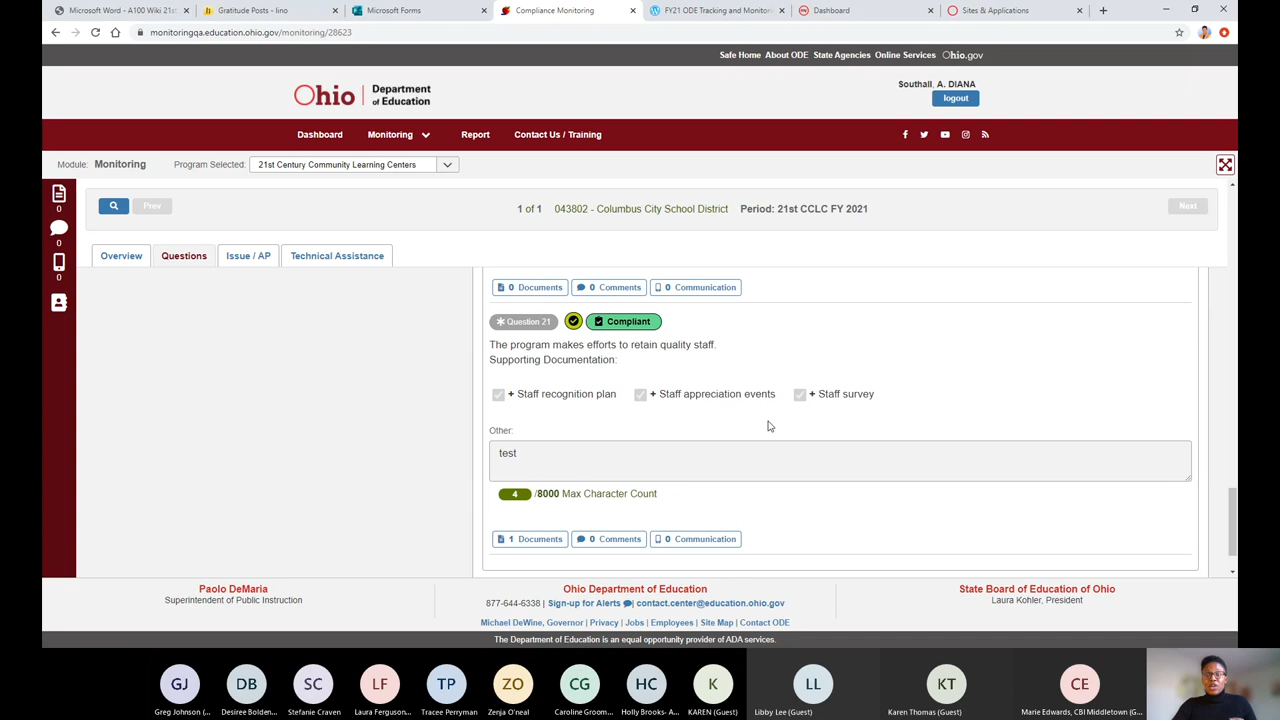 Microsoft Word - A100 Wiki 21st
Gratitude Posts - lino
Microsoft Forms
Compliance Monitoring
FY21 ODE Tracking and Monitori
Dashboard
Sites & Applications
monitoringqa.education.ohio.gov/monitoring/28623
Safe Home About ODE State Agencies Online Services Ohio.gov
Ohio Department of Education
Southall, A. DIANA
logout
Dashboard Monitoring Report Contact Us / Training
Module: Monitoring Program Selected: 21st Century Community Learning Centers
0
0
0
Prev 1 of 1 043802 - Columbus City School District Period: 21st CCLC FY 2021 Next
Overview Questions Issue / AP Technical Assistance
0 Documents 0 Comments 0 Communication
Question 21 Compliant
The program makes efforts to retain quality staff.
Supporting Documentation:
+ Staff recognition plan + Staff appreciation events + Staff survey
Other:
test
4 /8000 Max Character Count
1 Documents 0 Comments 0 Communication
Paolo DeMaria
Superintendent of Public Instruction
Ohio Department of Education
877-644-6338 | Sign-up for Alerts | contact.center@education.ohio.gov
Michael DeWine, Governor | Privacy | Jobs | Employees | Site Map | Contact ODE
State Board of Education of Ohio
Laura Kohler, President
The Department of Education is an equal opportunity provider of ADA services.
GJ DB SC LF TP ZO CG HC K LL KT CE
Greg Johnson (... Desiree Bolden... Stefanie Craven Laura Ferguson... Tracee Perryman Zenja O'neal Caroline Groom... Holly Brooks- A... KAREN (Guest) Libby Lee (Guest) Karen Thomas (Guest) Marie Edwards, CBI Middletown (G...